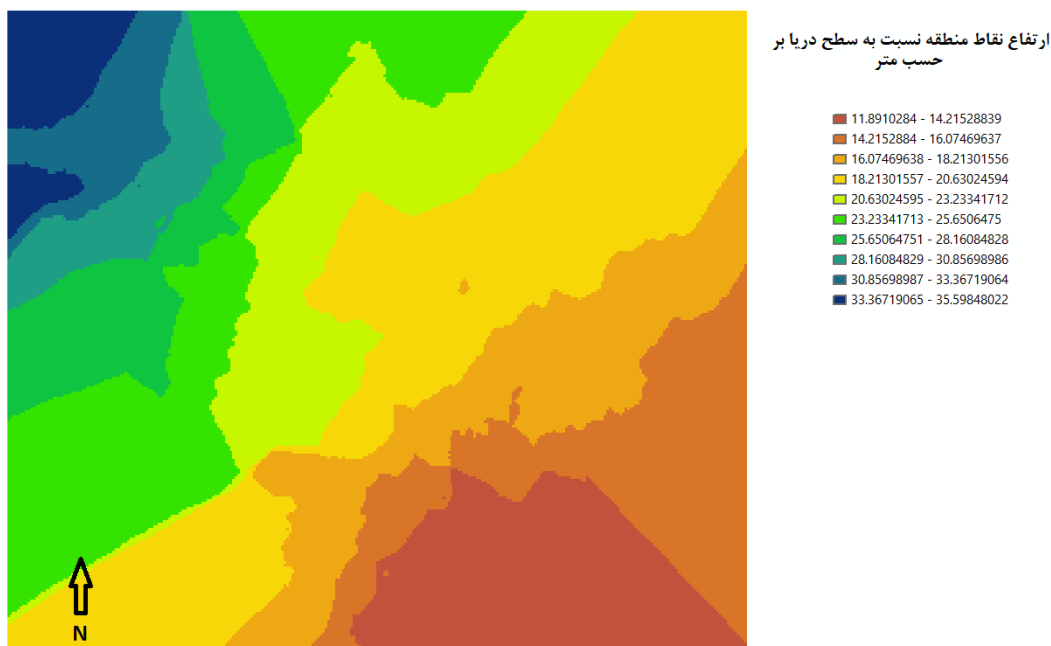 ارتفاع نقاط منطقه نسبت به سطح دریا بر
حسب متر
11.8910284 - 14.21528839
14.2152884 - 16.07469637
16.07469638 - 18.21301556
18.21301557 - 20.63024594
20.63024595 - 23.23341712
23.23341713 - 25.6506475
25.65064751 - 28.16084828
28.16084829 - 30.85698986
30.85698987 - 33.36719064
33.36719065 - 35.59848022
N